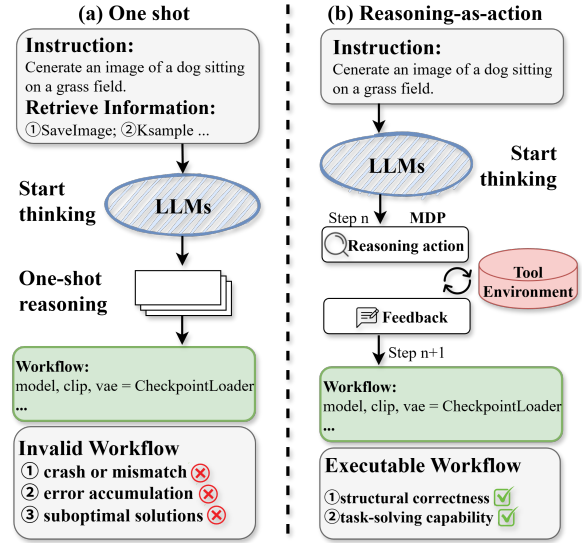 (a) One shot
Instruction:
Cenerate an image of a dog sitting
on a grass field.
Retrieve Information:
①SaveImage; ②Ksample ...
Start
thinking
LLMs
One-shot
reasoning
Workflow:
model, clip, vae = CheckpointLoader
...
Invalid Workflow
① crash or mismatch
② error accumulation
③ suboptimal solutions
(b) Reasoning-as-action
Instruction:
Cenerate an image of a dog sitting
on a grass field.
LLMs
Start
thinking
Step n
MDP
Reasoning action
Tool
Environment
Feedback
Step n+1
Workflow:
model, clip, vae = CheckpointLoader
...
Executable Workflow
①structural correctness
②task-solving capability